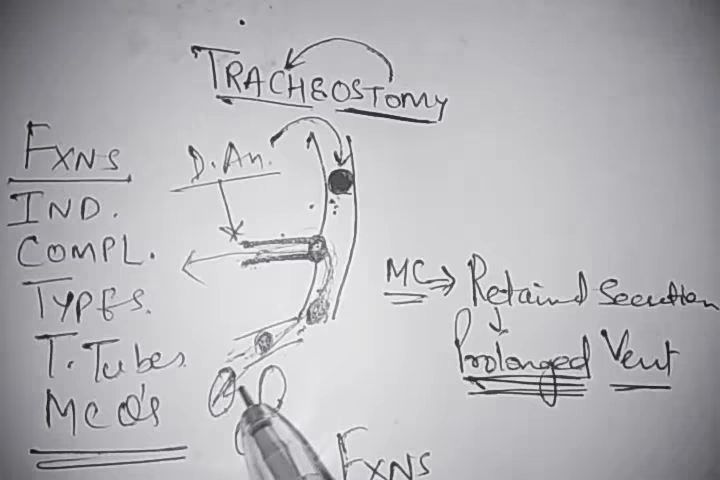 TRACHEOSTOMY
FXNS
IND.
COMPL.
TYPES.
T. Tubes
MCQ's
D. An.
MC → Retained Secretion
Prolonged Vent
FXNS